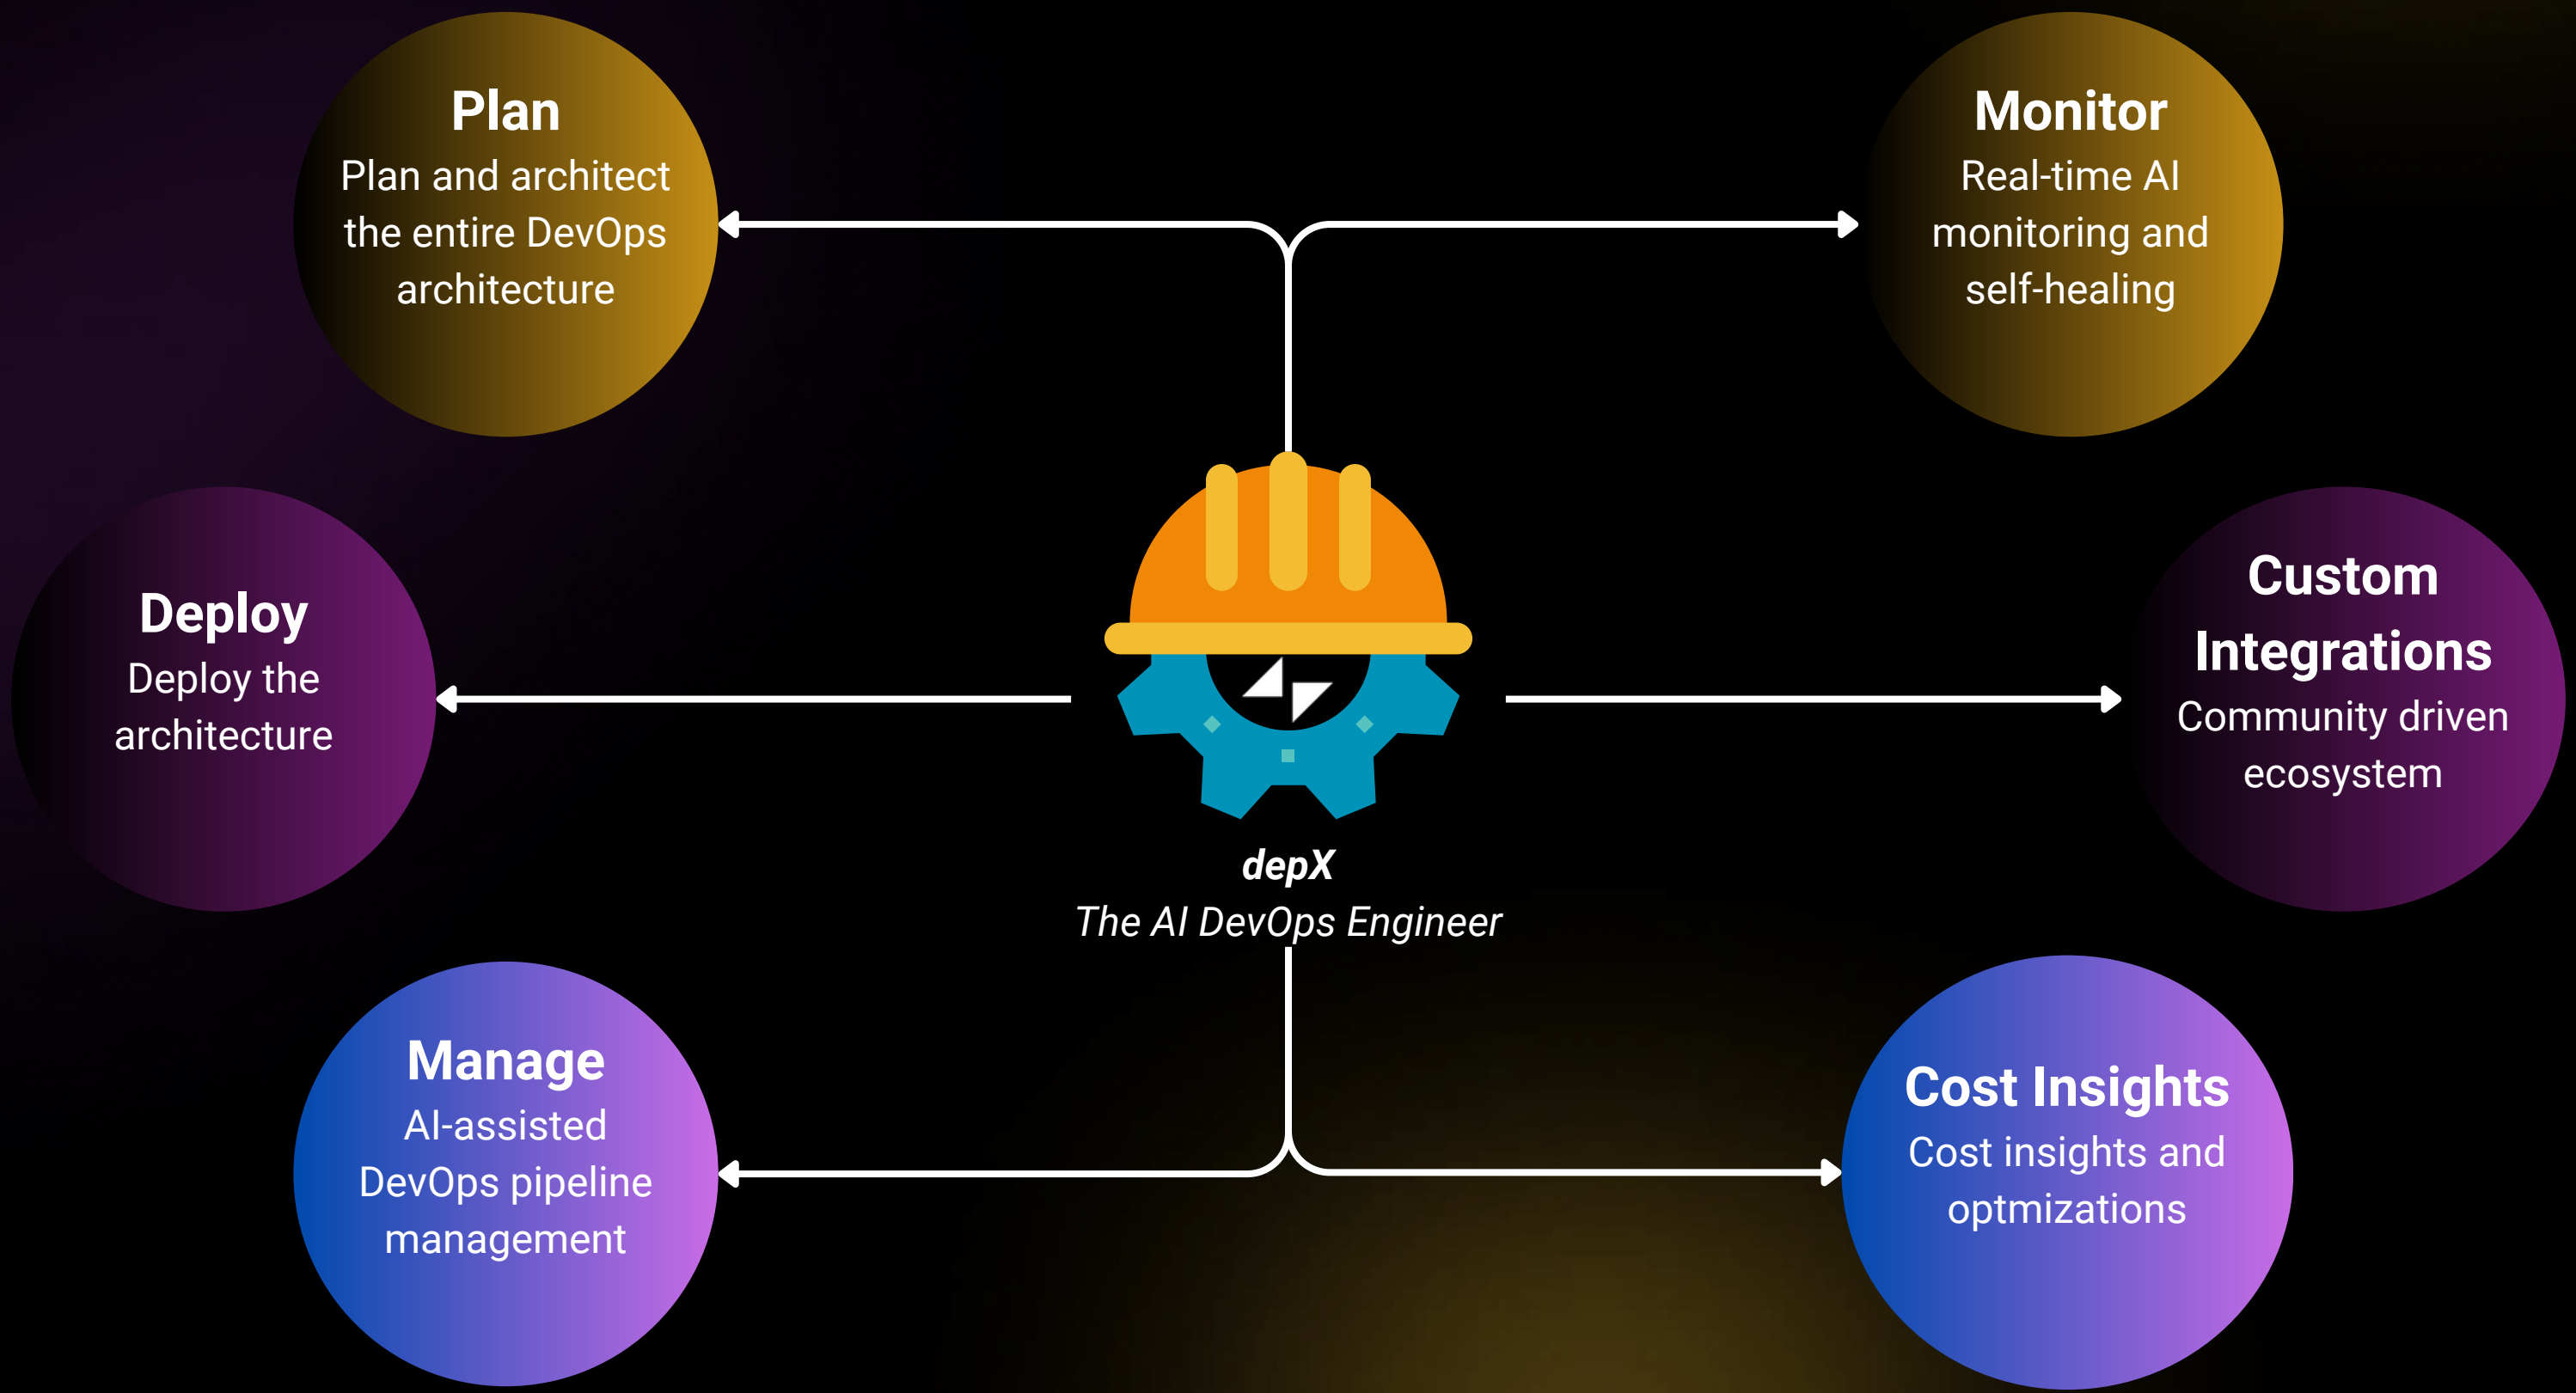 Plan
Plan and architect
the entire DevOps
architecture
Monitor
Real-time AI
monitoring and
self-healing
Deploy
Deploy the
architecture
Custom
Integrations
Community driven
ecosystem
depX
The AI DevOps Engineer
Manage
AI-assisted
DevOps pipeline
management
Cost Insights
Cost insights and
optmizations